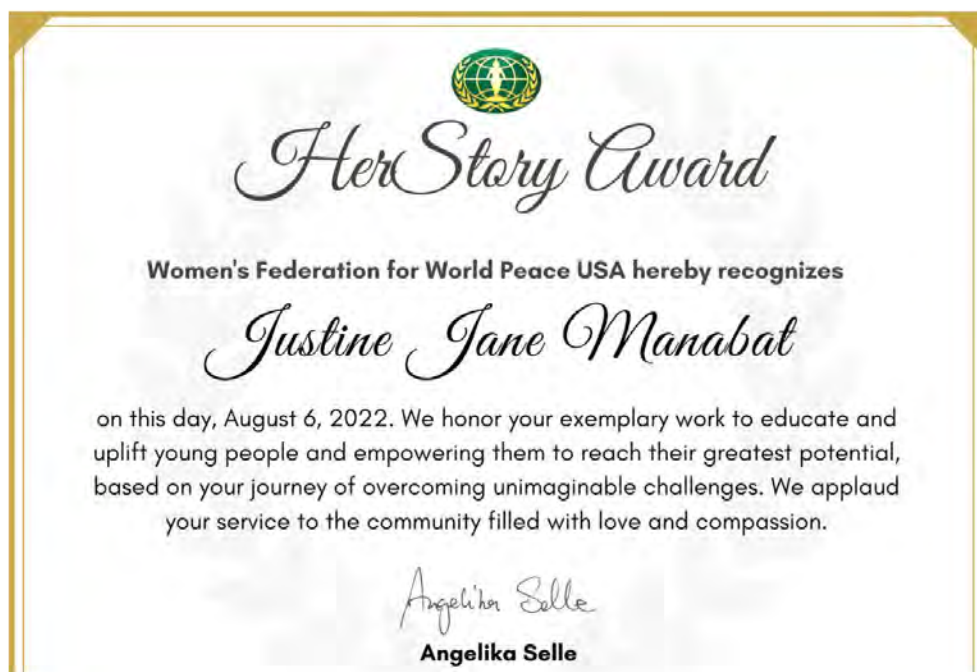 HerStory Award
Women's Federation for World Peace USA hereby recognizes
Justine Jane Manabat
on this day, August 6, 2022. We honor your exemplary work to educate and
uplift young people and empowering them to reach their greatest potential,
based on your journey of overcoming unimaginable challenges. We applaud
your service to the community filled with love and compassion.
Angelika Selle
Angelika Selle